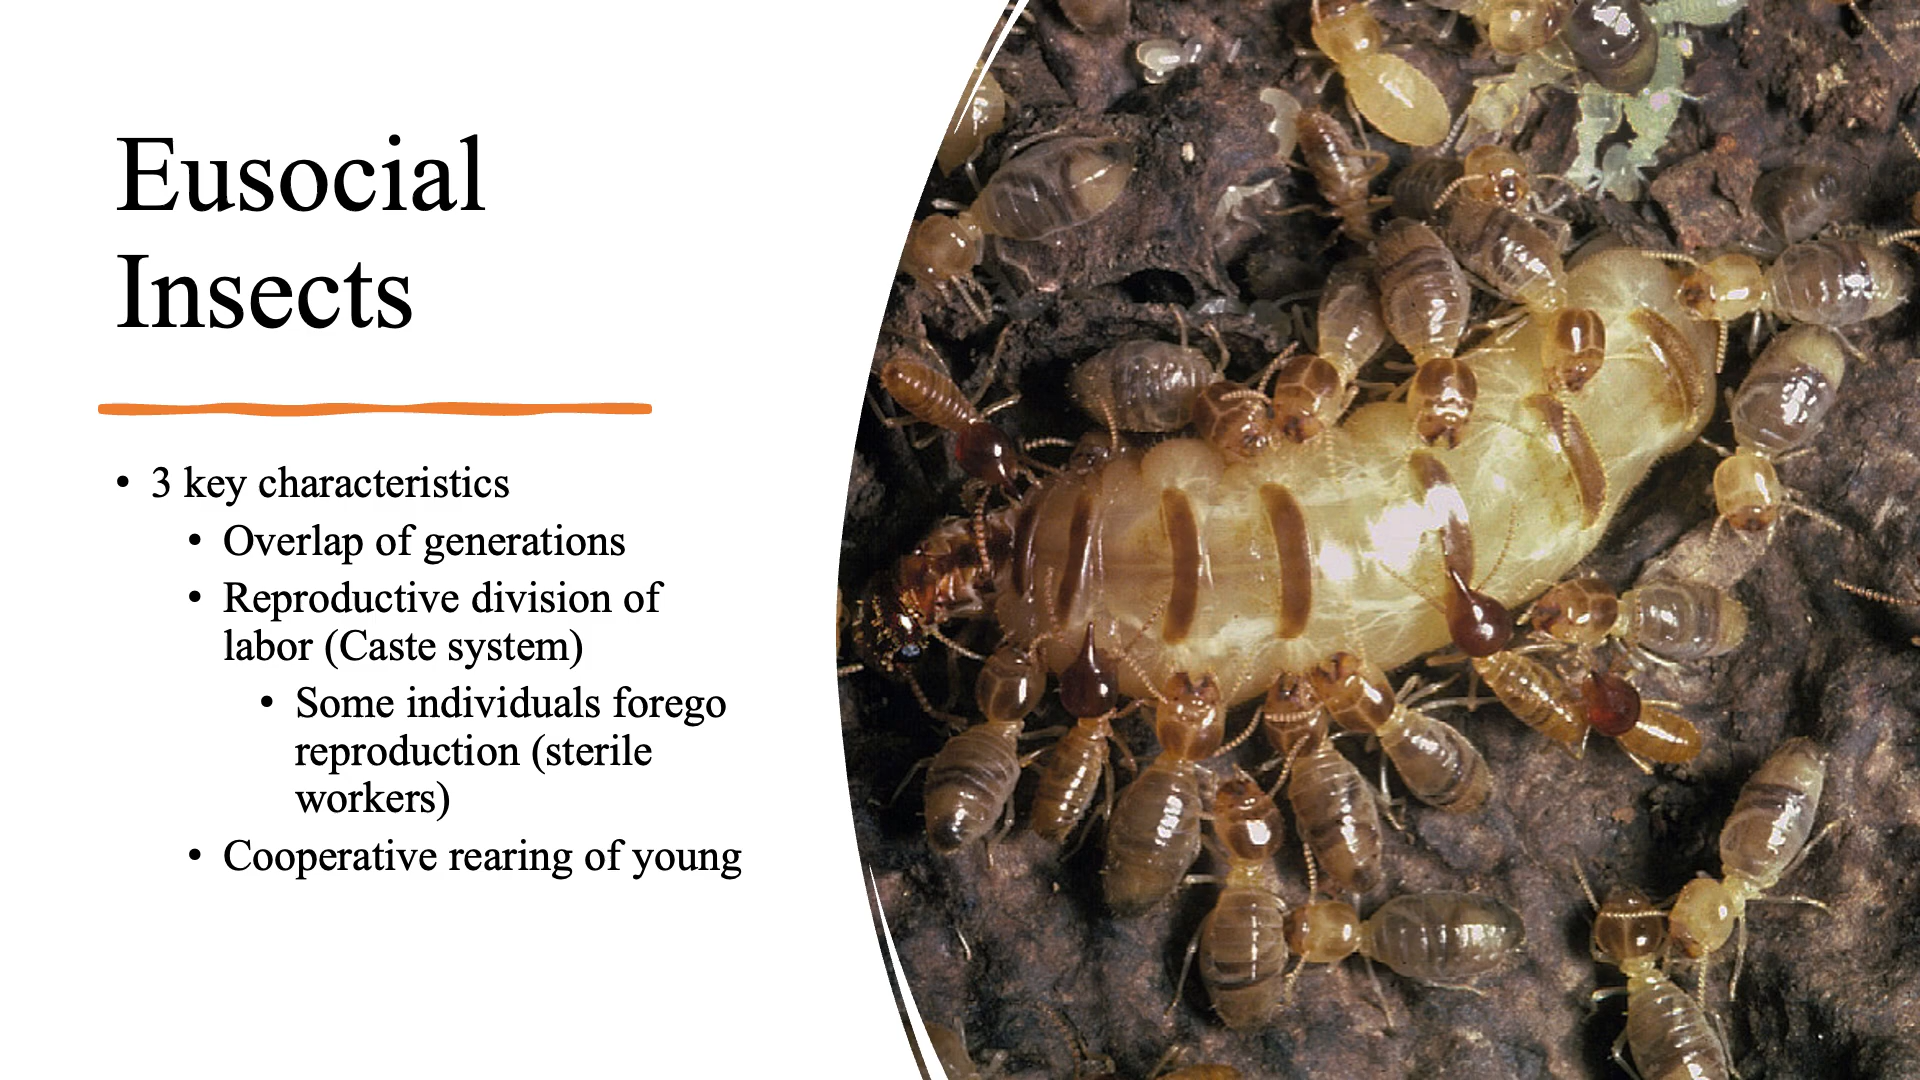 Eusocial
Insects
• 3 key characteristics
• Overlap of generations
• Reproductive division of
labor (Caste system)
• Some individuals forego
reproduction (sterile
workers)
• Cooperative rearing of young